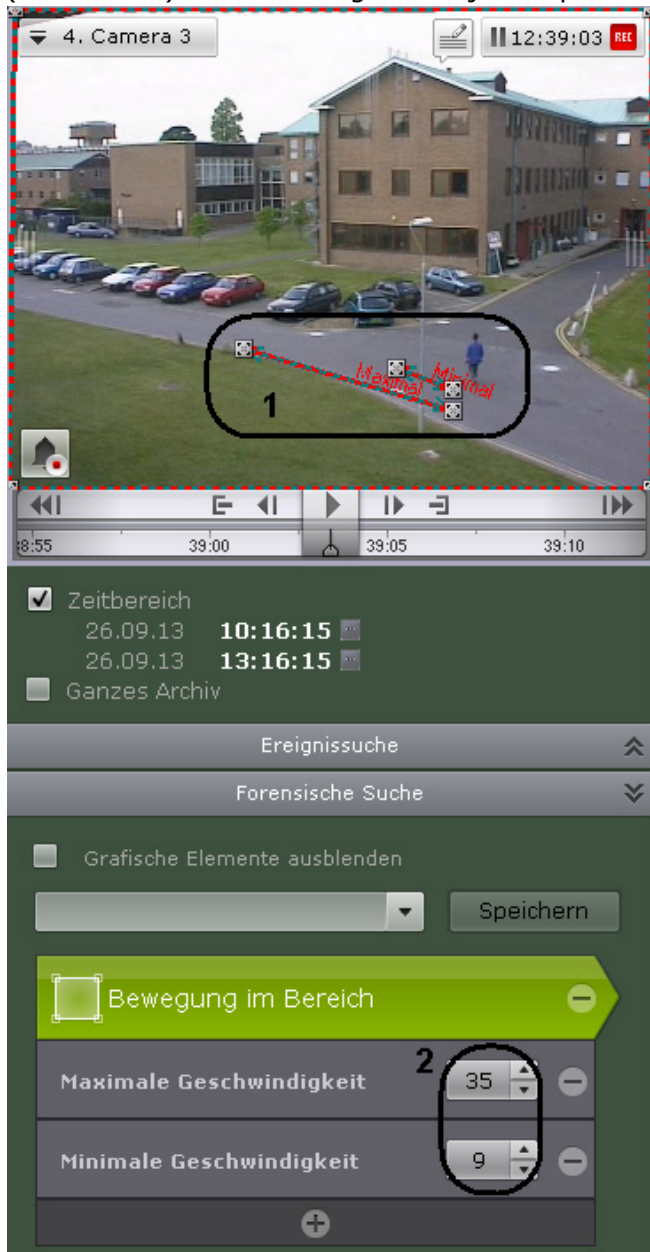 4. Camera 3
12:39:03 REC
Maximal
Minimal
1
39:00
39:05
39:10
Zeitbereich
26.09.13 10:16:15
26.09.13 13:16:15
Ganzes Archiv
Ereignissuche
Forensische Suche
Grafische Elemente ausblenden
Speichern
Bewegung im Bereich
2
Maximale Geschwindigkeit 35
Minimale Geschwindigkeit 9